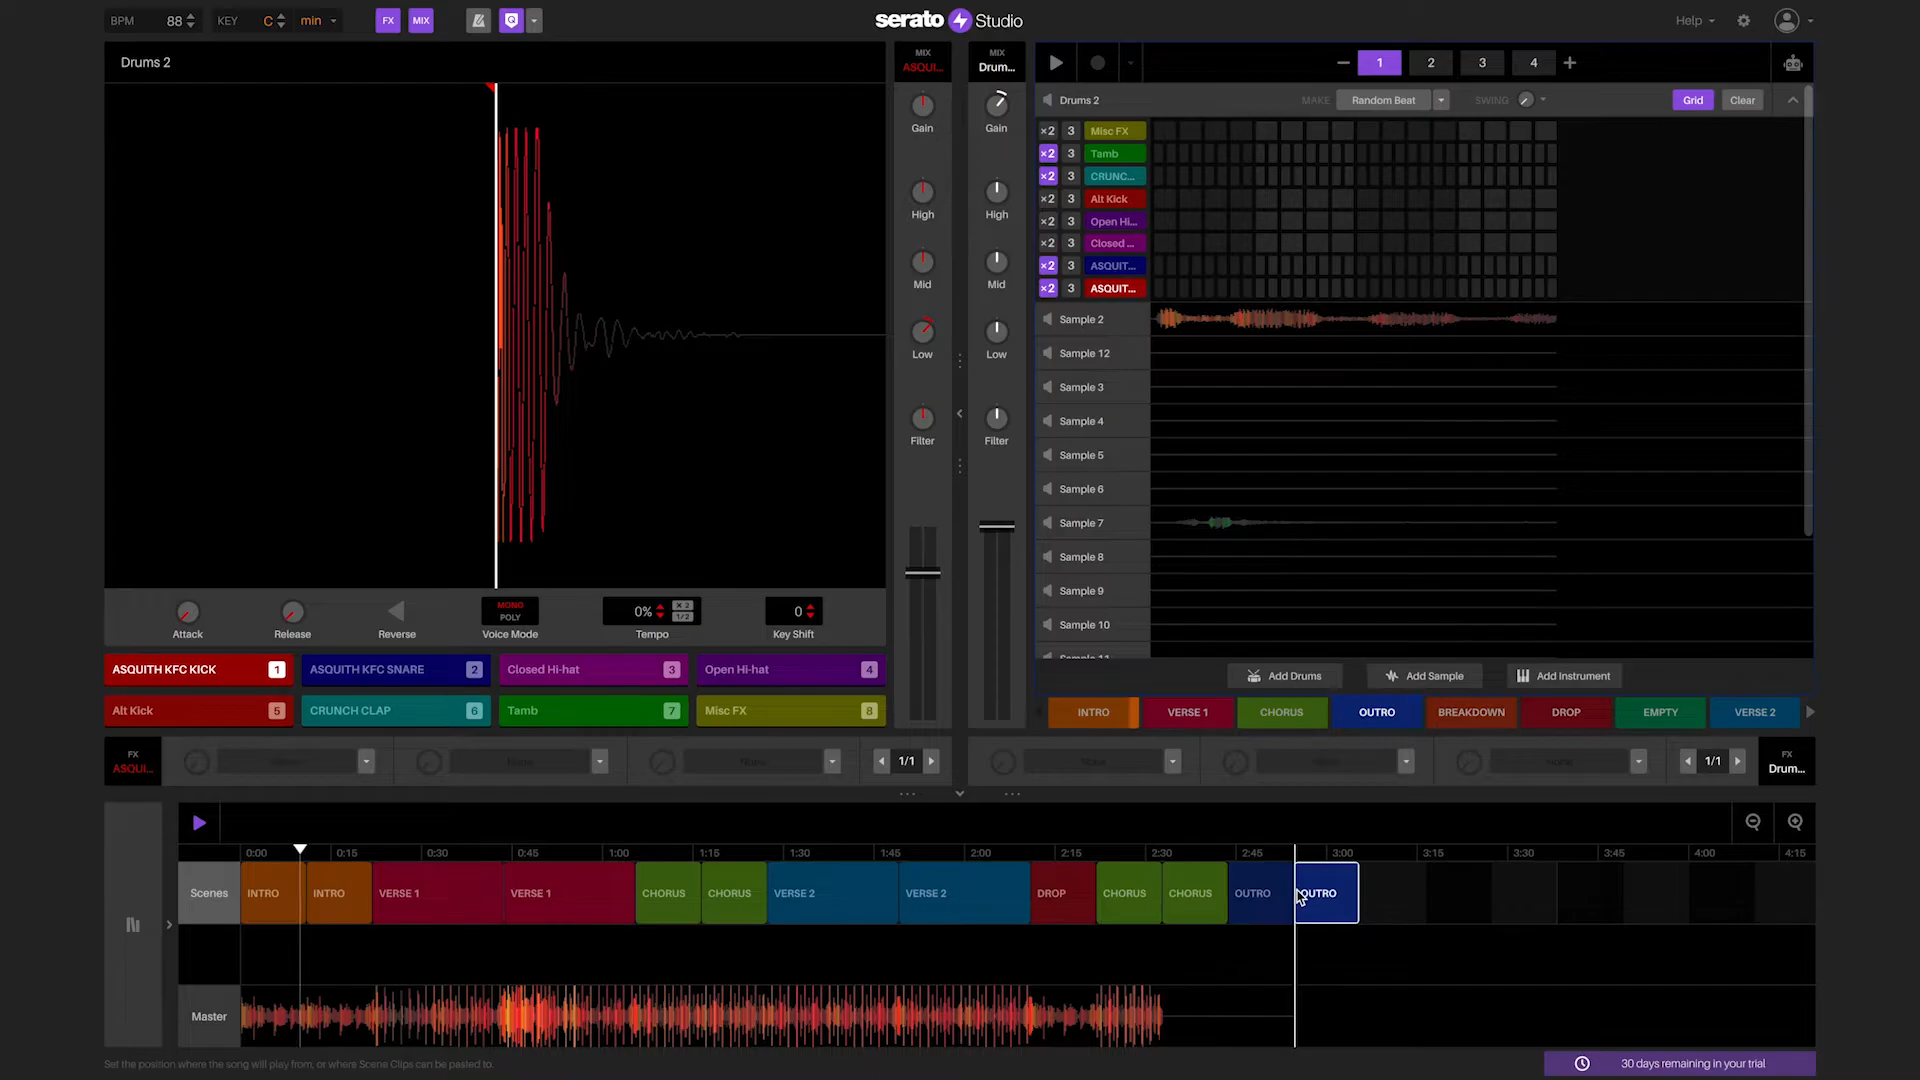 BPM 88 KEY C min FX MIX serato Studio Help
Drums 2
MIX
ASQUI...
Gain
High
Mid
Low
Filter
MIX
Drum...
Gain
High
Mid
Low
Filter
1 2 3 4
Drums 2 MAKE Random Beat SWING Grid Clear
×2 3 Misc FX
×2 3 Tamb
×2 3 CRUNC...
×2 3 Alt Kick
×2 3 Open Hi...
×2 3 Closed ...
×2 3 ASQUIT...
×2 3 ASQUIT...
Sample 2
Sample 12
Sample 3
Sample 4
Sample 5
Sample 6
Sample 7
Sample 8
Sample 9
Sample 10
Sample 11
Add Drums Add Sample Add Instrument
INTRO VERSE 1 CHORUS OUTRO BREAKDOWN DROP EMPTY VERSE 2
MONO
POLY
0% X 2
1/2
0
Attack Release Reverse Voice Mode Tempo Key Shift
ASQUITH KFC KICK 1 ASQUITH KFC SNARE 2 Closed Hi-hat 3 Open Hi-hat 4
Alt Kick 5 CRUNCH CLAP 6 Tamb 7 Misc FX 8
FX
ASQUI...
None None 1/1
None None 1/1
FX
Drum...
0:00 0:15 0:30 0:45 1:00 1:15 1:30 1:45 2:00 2:15 2:30 2:45 3:00 3:15 3:30 3:45 4:00 4:15
Scenes INTRO INTRO VERSE 1 VERSE 1 CHORUS CHORUS VERSE 2 VERSE 2 DROP CHORUS CHORUS OUTRO OUTRO
Master
Set the position where the song will play from, or where Scene Clips can be pasted to.
30 days remaining in your trial